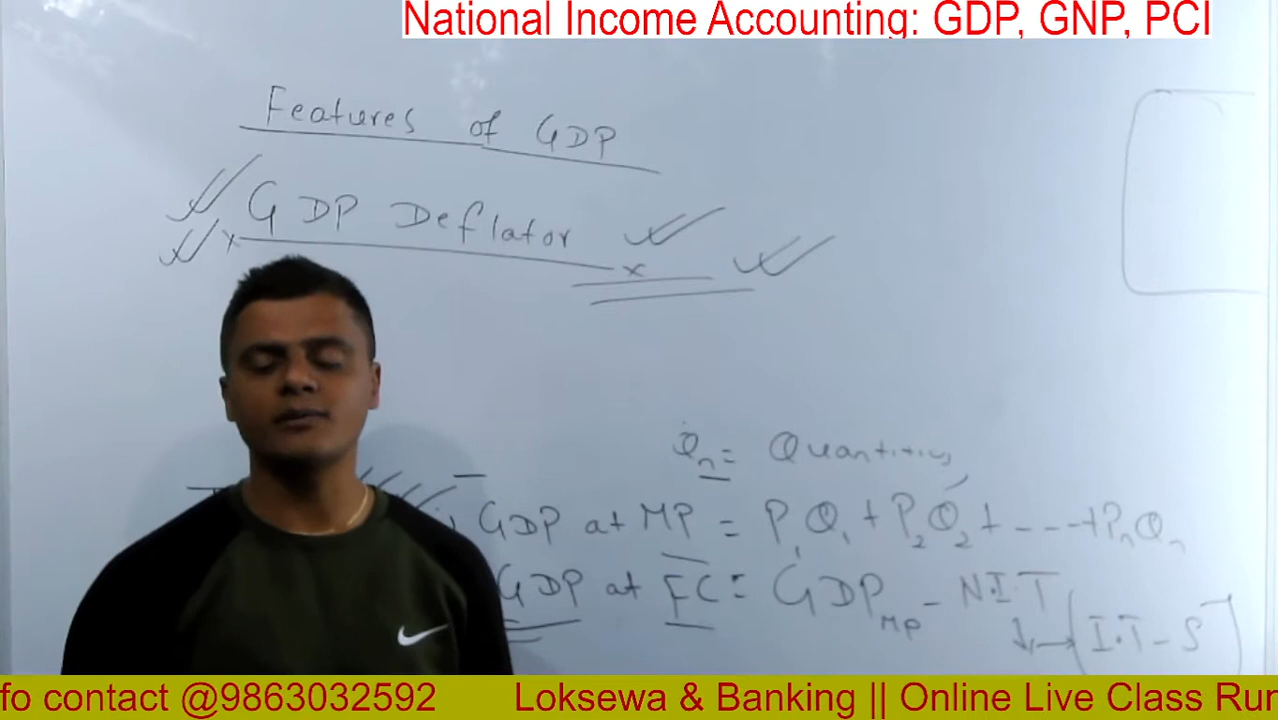 National Income Accounting: GDP, GNP, PCI
Features of GDP
GDP Deflator
Qn = Quantities
GDP at MP = P1Q1 + P2Q2 + ---- + PnQn
GDP at FC = GDPMP - N.I.T
(I.T - S)
fo contact @9863032592 Loksewa & Banking || Online Live Class Run